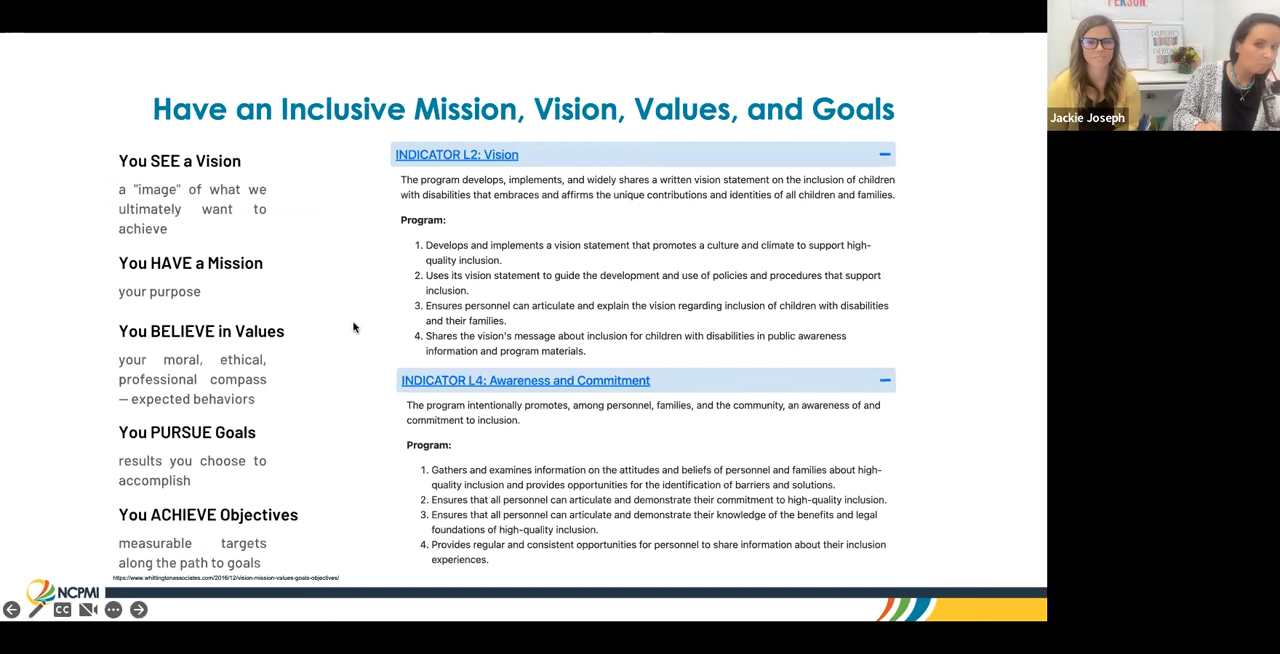 Have an Inclusive Mission, Vision, Values, and Goals
You SEE a Vision
a "image" of what we
ultimately want to
achieve
You HAVE a Mission
your purpose
You BELIEVE in Values
your moral, ethical,
professional compass
– expected behaviors
You PURSUE Goals
results you choose to
accomplish
You ACHIEVE Objectives
measurable targets
along the path to goals
https://www.whittingtonassociates.com/2016/12/vision-mission-values-goals-objectives/
INDICATOR L2: Vision
The program develops, implements, and widely shares a written vision statement on the inclusion of children
with disabilities that embraces and affirms the unique contributions and identities of all children and families.
Program:
1. Develops and implements a vision statement that promotes a culture and climate to support high-
quality inclusion.
2. Uses its vision statement to guide the development and use of policies and procedures that support
inclusion.
3. Ensures personnel can articulate and explain the vision regarding inclusion of children with disabilities
and their families.
4. Shares the vision's message about inclusion for children with disabilities in public awareness
information and program materials.
INDICATOR L4: Awareness and Commitment
The program intentionally promotes, among personnel, families, and the community, an awareness of and
commitment to inclusion.
Program:
1. Gathers and examines information on the attitudes and beliefs of personnel and families about high-
quality inclusion and provides opportunities for the identification of barriers and solutions.
2. Ensures that all personnel can articulate and demonstrate their commitment to high-quality inclusion.
3. Ensures that all personnel can articulate and demonstrate their knowledge of the benefits and legal
foundations of high-quality inclusion.
4. Provides regular and consistent opportunities for personnel to share information about their inclusion
experiences.
NCPMI
CC
PERSON.
Jackie Joseph